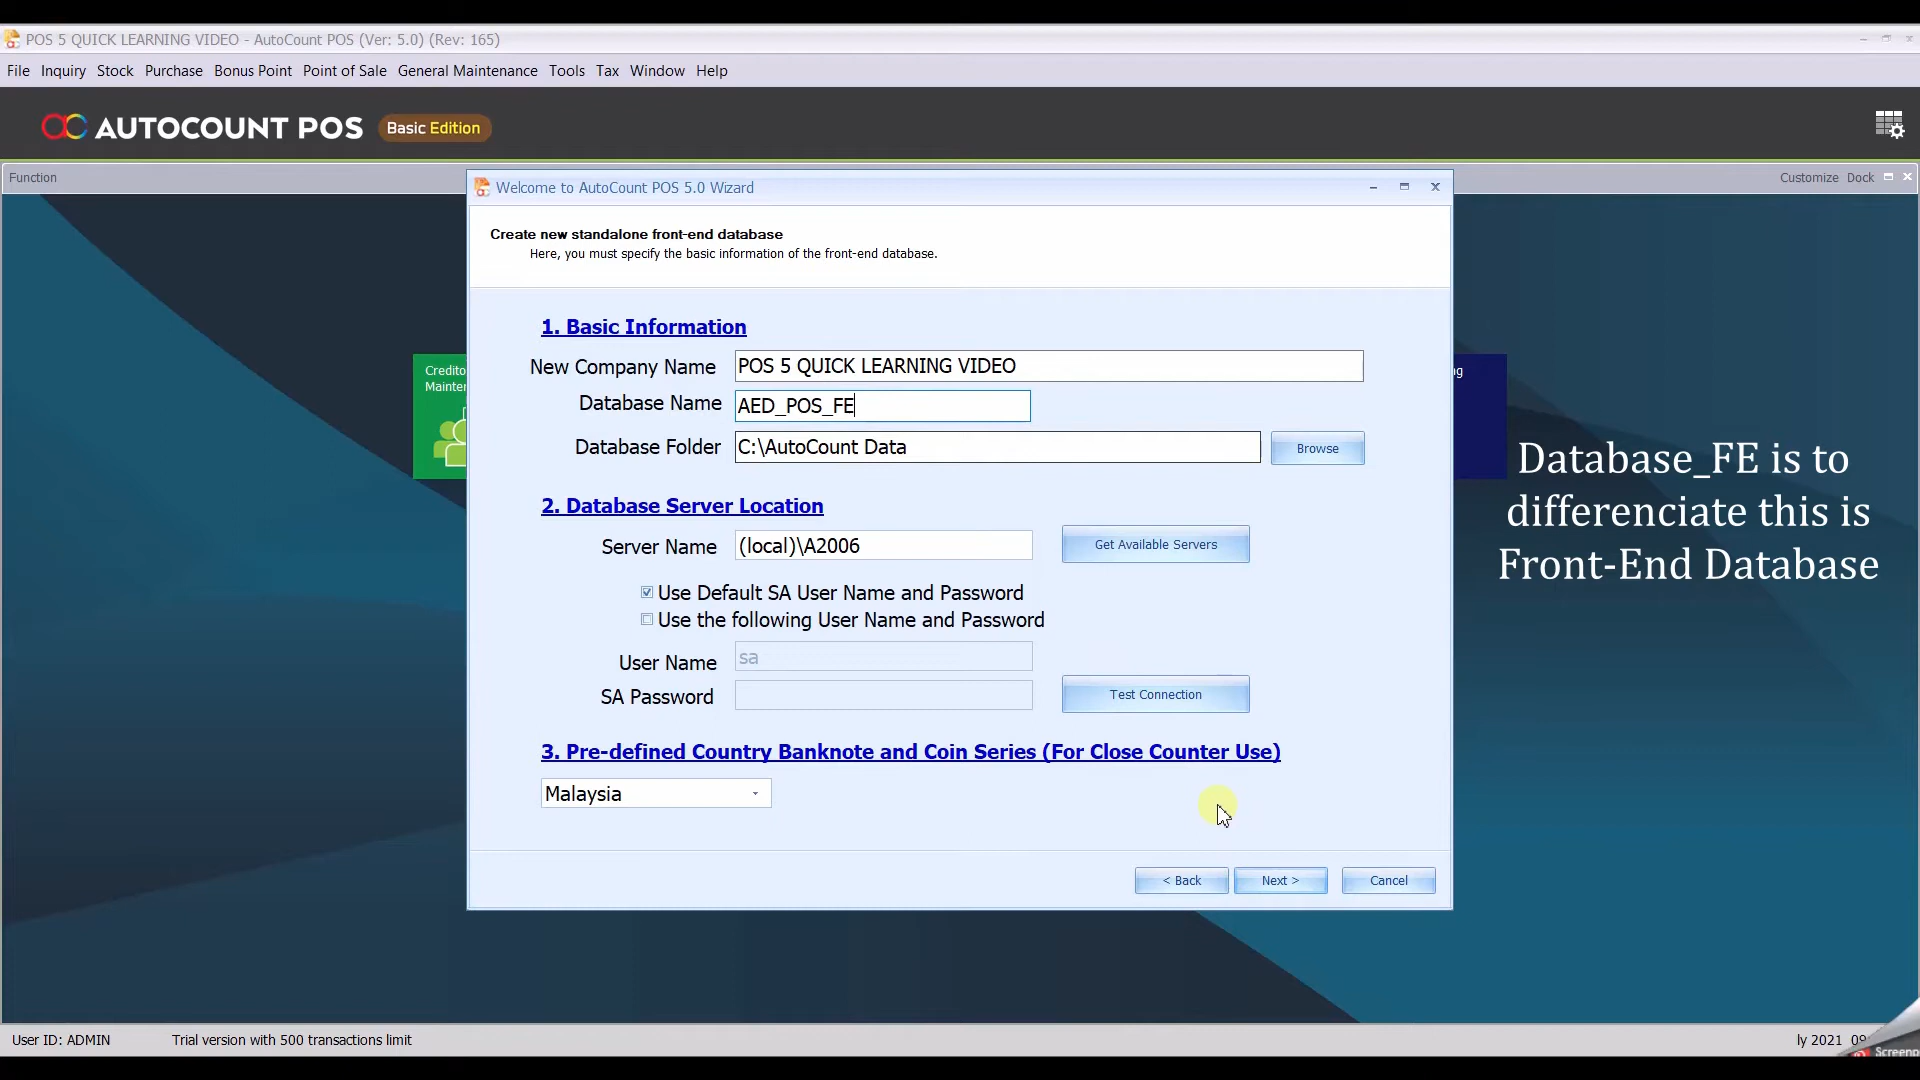 POS 5 QUICK LEARNING VIDEO - AutoCount POS (Ver: 5.0) (Rev: 165)
File Inquiry Stock Purchase Bonus Point Point of Sale General Maintenance Tools Tax Window Help
AUTOCOUNT POS Basic Edition
Function
Customize Dock
Welcome to AutoCount POS 5.0 Wizard
Create new standalone front-end database
Here, you must specify the basic information of the front-end database.
1. Basic Information
New Company Name POS 5 QUICK LEARNING VIDEO
Database Name AED_POS_FE
Database Folder C:\AutoCount Data Browse
2. Database Server Location
Server Name (local)\A2006 Get Available Servers
Use Default SA User Name and Password
Use the following User Name and Password
User Name sa
SA Password Test Connection
3. Pre-defined Country Banknote and Coin Series (For Close Counter Use)
Malaysia
< Back Next > Cancel
Database_FE is to
differenciate this is
Front-End Database
User ID: ADMIN Trial version with 500 transactions limit
2021